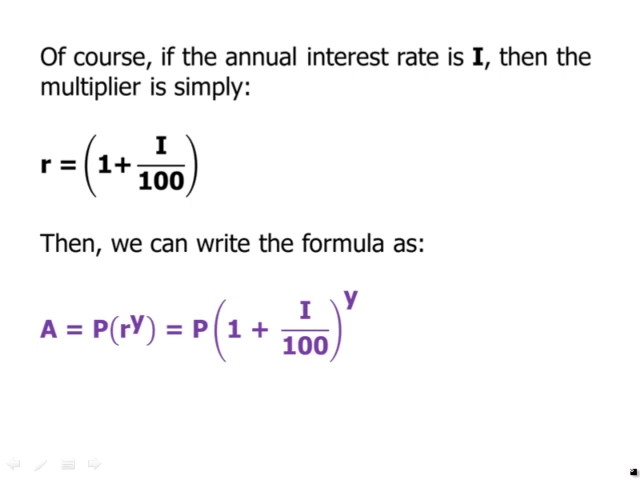 Of course, if the annual interest rate is I, then the
multiplier is simply:
r = (1+ I/100)
Then, we can write the formula as:
A = P(r^y) = P(1 + I/100)^y